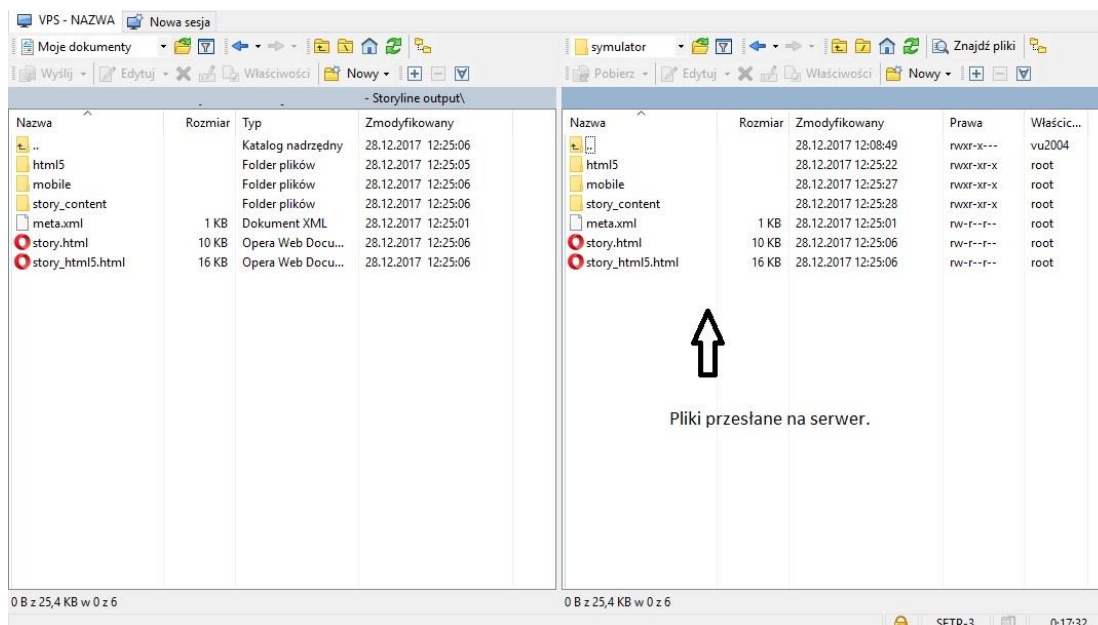 VPS - NAZWA Nowa sesja
Moje dokumenty
Wyślij Edytuj Właściwości Nowy
- Storyline output\
Nazwa Rozmiar Typ Zmodyfikowany
.. Katalog nadrzędny 28.12.2017 12:25:06
html5 Folder plików 28.12.2017 12:25:05
mobile Folder plików 28.12.2017 12:25:06
story_content Folder plików 28.12.2017 12:25:06
meta.xml 1 KB Dokument XML 28.12.2017 12:25:01
story.html 10 KB Opera Web Docu... 28.12.2017 12:25:06
story_html5.html 16 KB Opera Web Docu... 28.12.2017 12:25:06
0 B z 25,4 KB w 0 z 6
symulator Znajdź pliki
Pobierz Edytuj Właściwości Nowy
Nazwa Rozmiar Zmodyfikowany Prawa Właścic...
.. 28.12.2017 12:08:49 rwxr-x--- vu2004
html5 28.12.2017 12:25:22 rwxr-xr-x root
mobile 28.12.2017 12:25:27 rwxr-xr-x root
story_content 28.12.2017 12:25:28 rwxr-xr-x root
meta.xml 1 KB 28.12.2017 12:25:01 rw-r--r-- root
story.html 10 KB 28.12.2017 12:25:06 rw-r--r-- root
story_html5.html 16 KB 28.12.2017 12:25:06 rw-r--r-- root
Pliki przesłane na serwer.
0 B z 25,4 KB w 0 z 6
SFTP-3 0:17:32